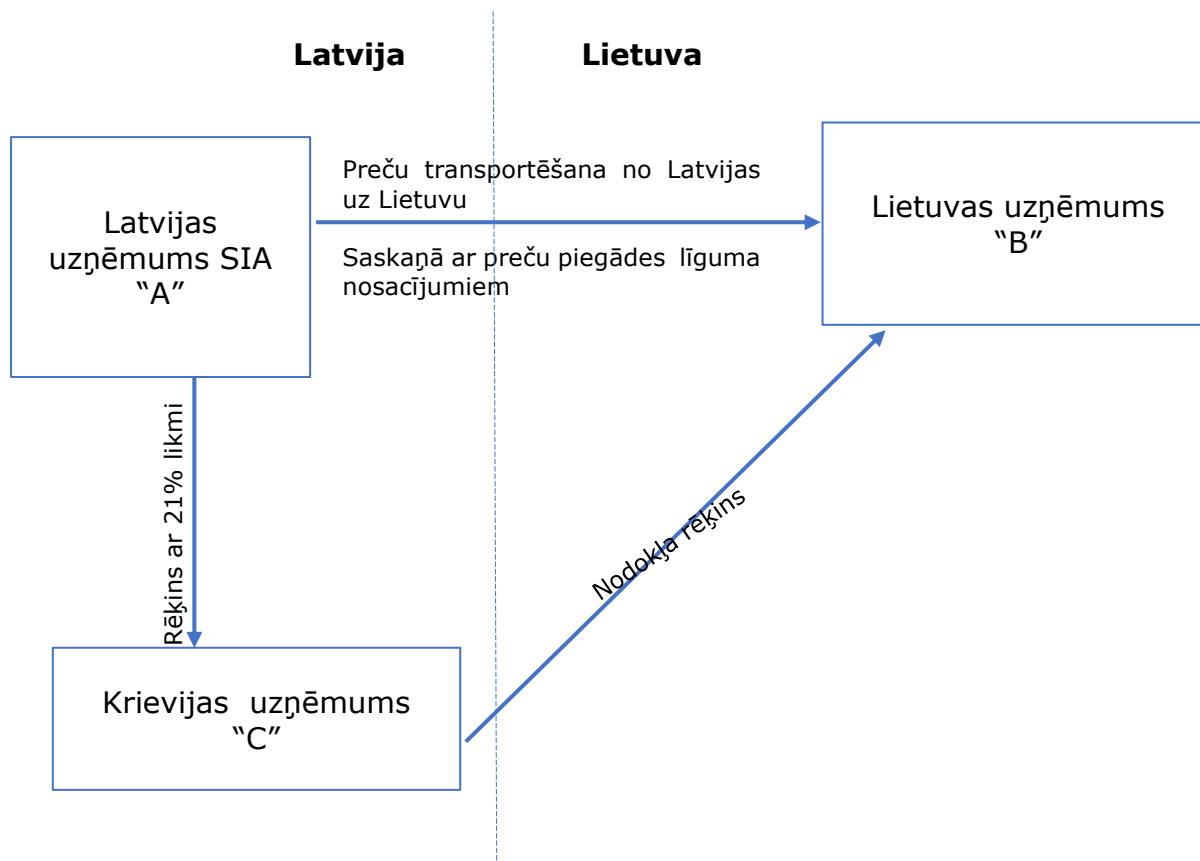 Latvija
Lietuva
Latvijas
uzņēmums SIA
“A”
Preču transportēšana no Latvijas
uz Lietuvu
Saskaņā ar preču piegādes līguma
nosacījumiem
Lietuvas uzņēmums
“B”
Rēķins ar 21% likmi
Nodokļa rēķins
Krievijas uzņēmums
“C”